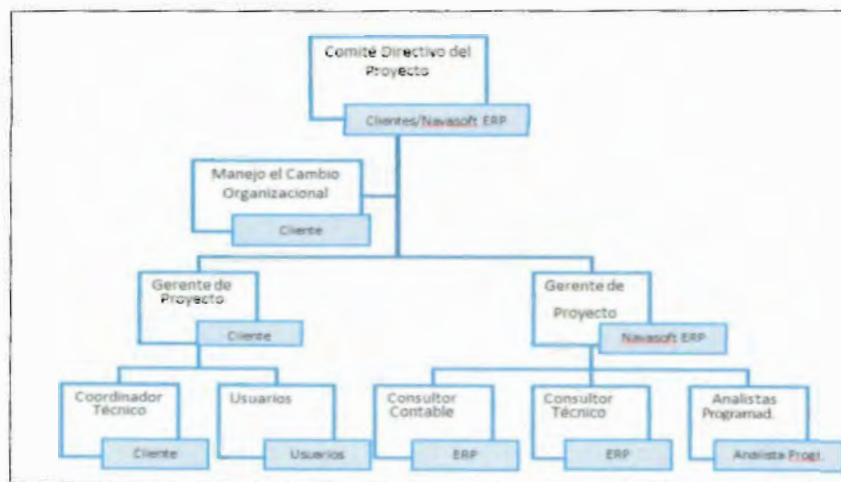 Comité Directivo del
Proyecto
Clientes/Navasoft ERP
Manejo el Cambio
Organizacional
Cliente
Gerente de
Proyecto
Cliente
Gerente de
Proyecto
Navasoft ERP
Coordinador
Técnico
Cliente
Usuarios
Usuarios
Consultor
Contable
ERP
Consultor
Técnico
ERP
Analistas
Programad.
Analista Progr.